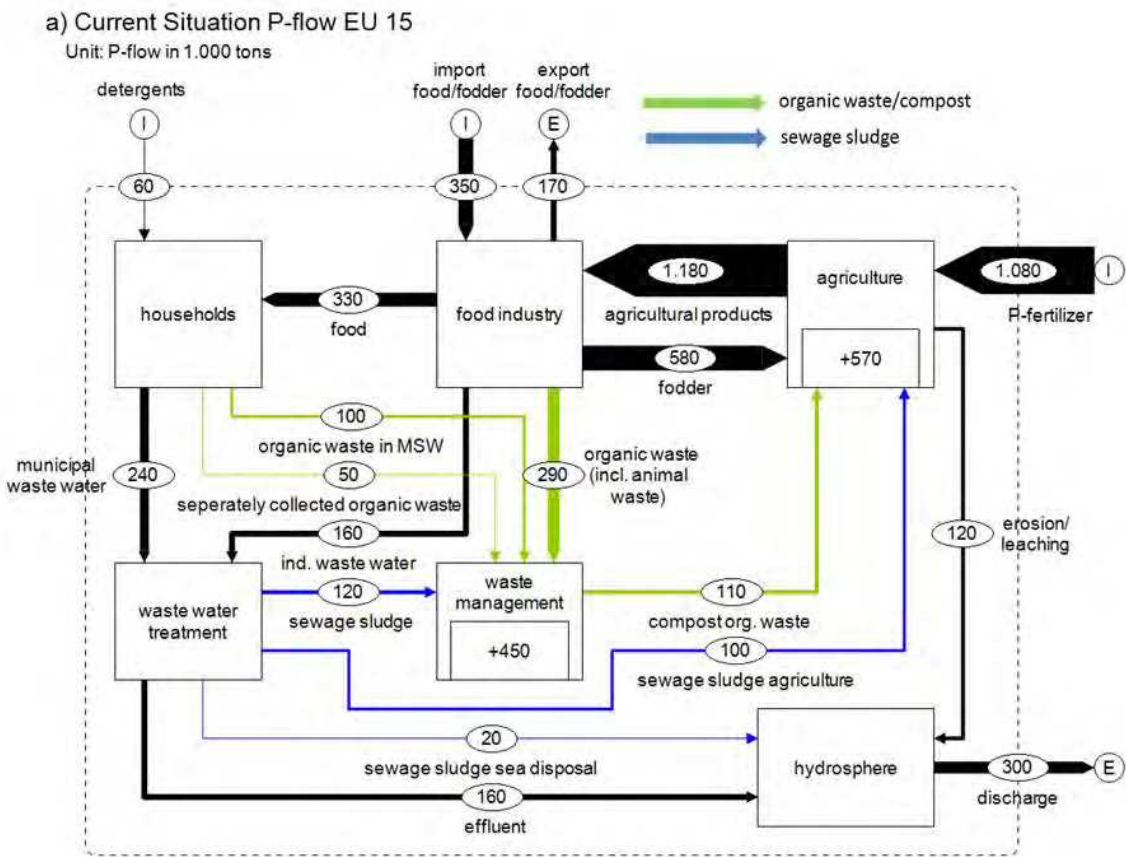 a) Current Situation P-flow EU 15
Unit: P-flow in 1.000 tons
detergents
import
food/fodder
export
food/fodder
organic waste/compost
sewage sludge
I
I
E
60
350
170
households
330
food
food industry
1.180
agricultural products
agriculture
1.080
I
P-fertilizer
+570
580
fodder
100
organic waste in MSW
municipal
waste water
240
50
seperately collected organic waste
290
organic waste
(incl. animal
waste)
160
ind. waste water
120
erosion/
leaching
waste water
treatment
120
sewage sludge
waste
management
+450
110
compost org. waste
100
sewage sludge agriculture
20
sewage sludge sea disposal
hydrosphere
300
E
discharge
160
effluent